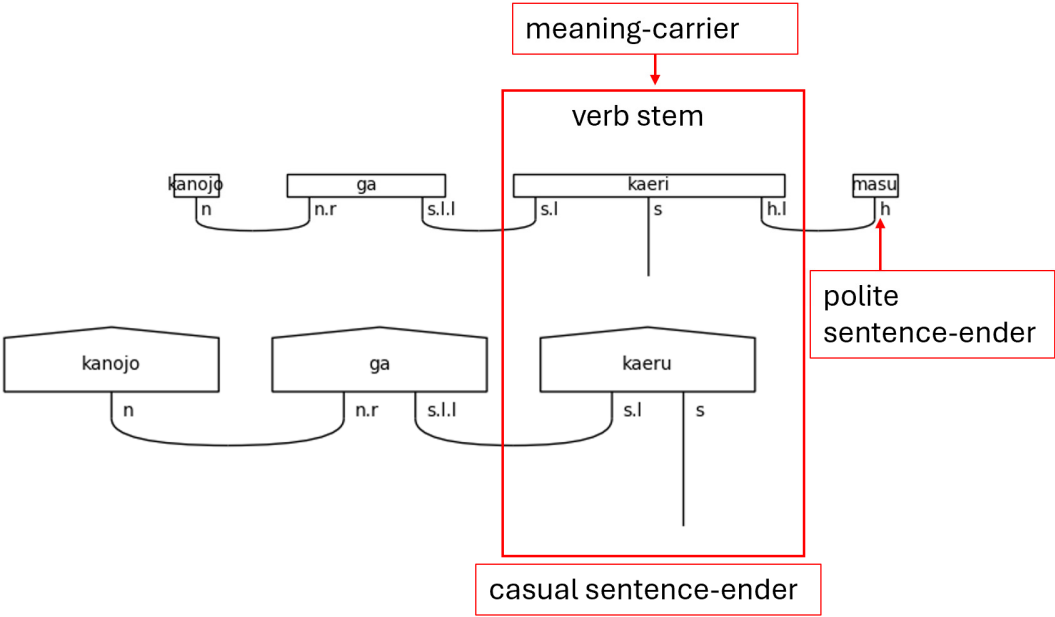 meaning-carrier
verb stem
kanojo ga kaeri masu
n n.r s.l.l s.l s h.l h
polite
sentence-ender
kanojo ga kaeru
n n.r s.l.l s.l s
casual sentence-ender